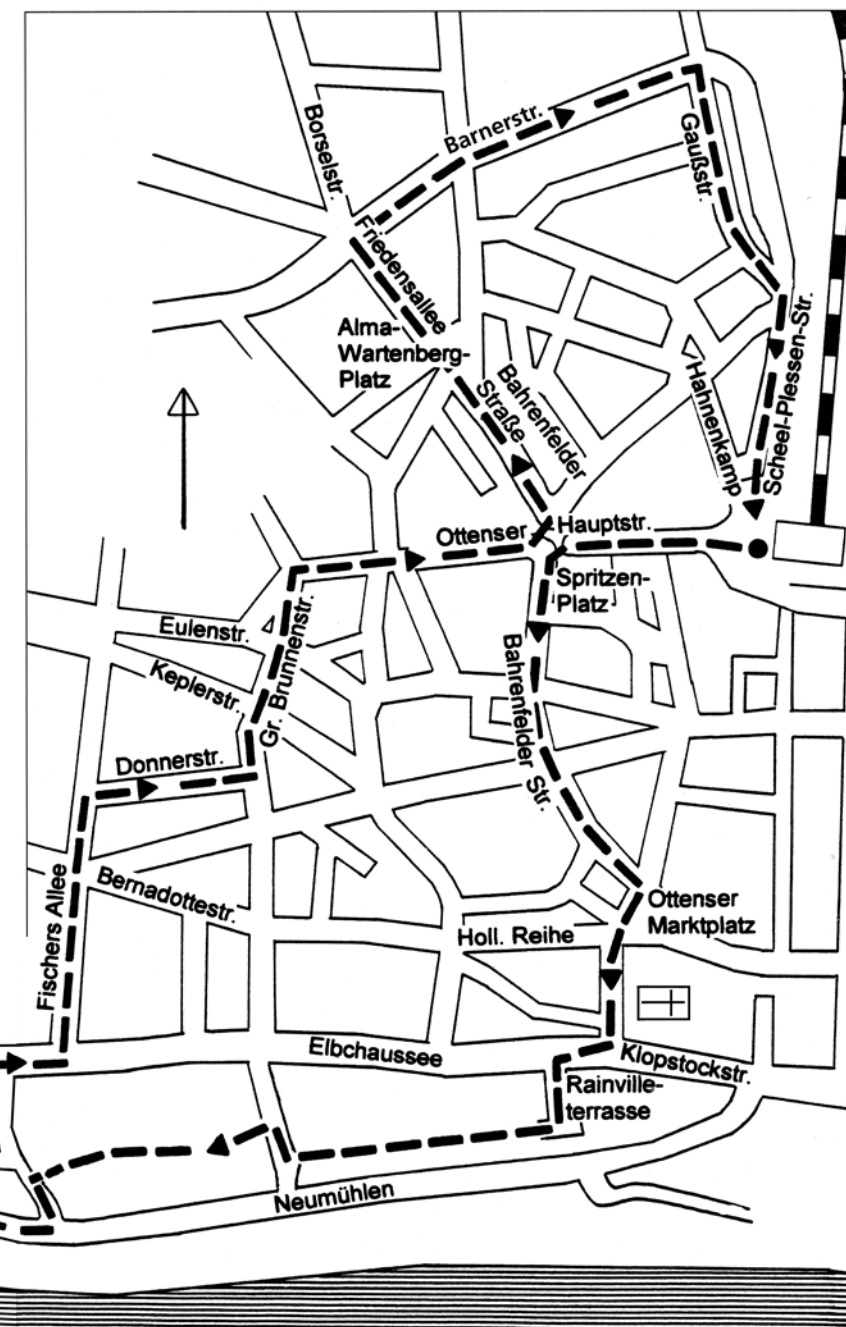 Borselstr.
Barnerstr.
Gaußstr.
Friedensallee
Alma-
Wartenberg-
Platz
Bahrenfelder
Straße
Hahnenkamp
Scheel-Plessen-Str.
Ottenser
Hauptstr.
Spritzen-
Platz
Eulenstr.
Keplerstr.
Gr. Brunnenstr.
Bahrenfelder Str.
Donnerstr.
Fischers Allee
Bernadottestr.
Ottenser
Marktplatz
Holl. Reihe
Elbchaussee
Klopstockstr.
Rainville-
terrasse
Neumühlen